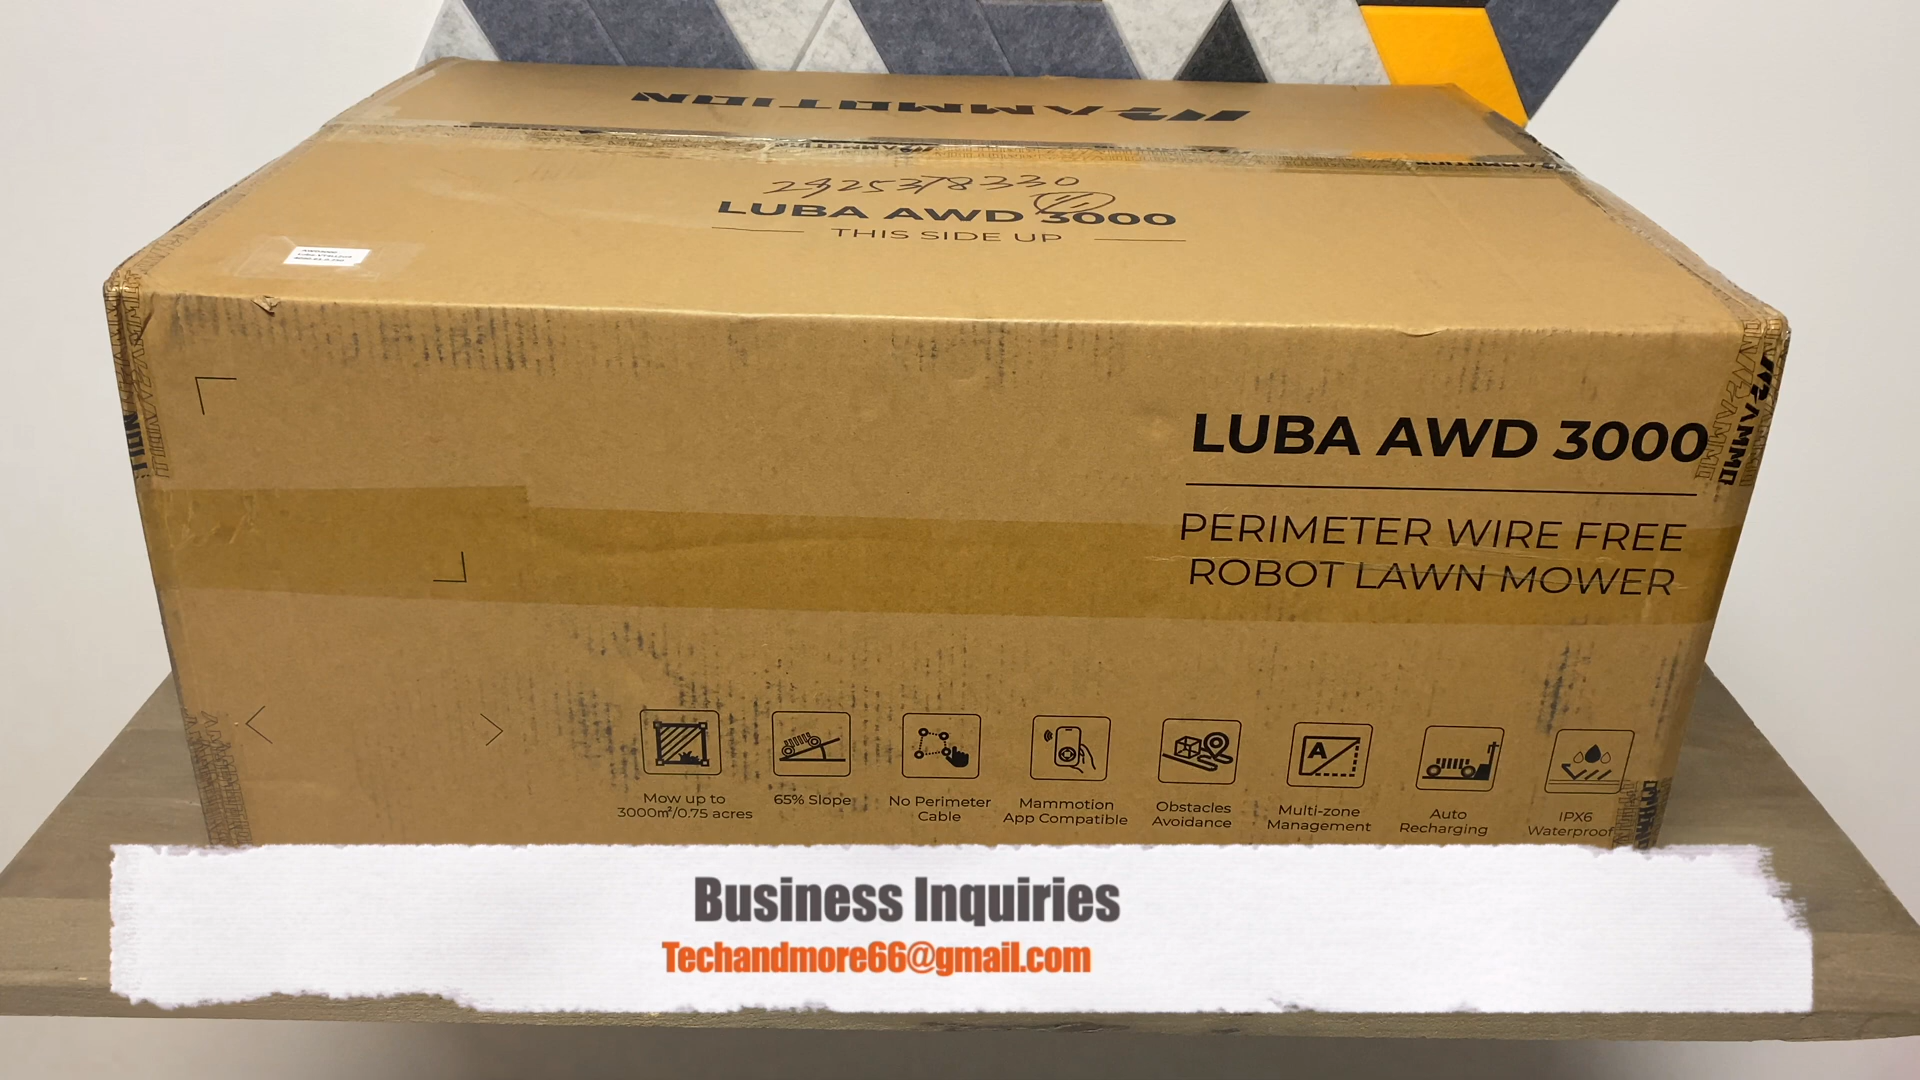 MAMMOTION
2925378330
11
LUBA AWD 3000
THIS SIDE UP
LUBA AWD 3000
PERIMETER WIRE FREE
ROBOT LAWN MOWER
Mow up to
3000㎡/0.75 acres
65% Slope
No Perimeter
Cable
Mammotion
App Compatible
Obstacles
Avoidance
A
Multi-zone
Management
Auto
Recharging
IPX6
Waterproof
Business Inquiries
Techandmore66@gmail.com